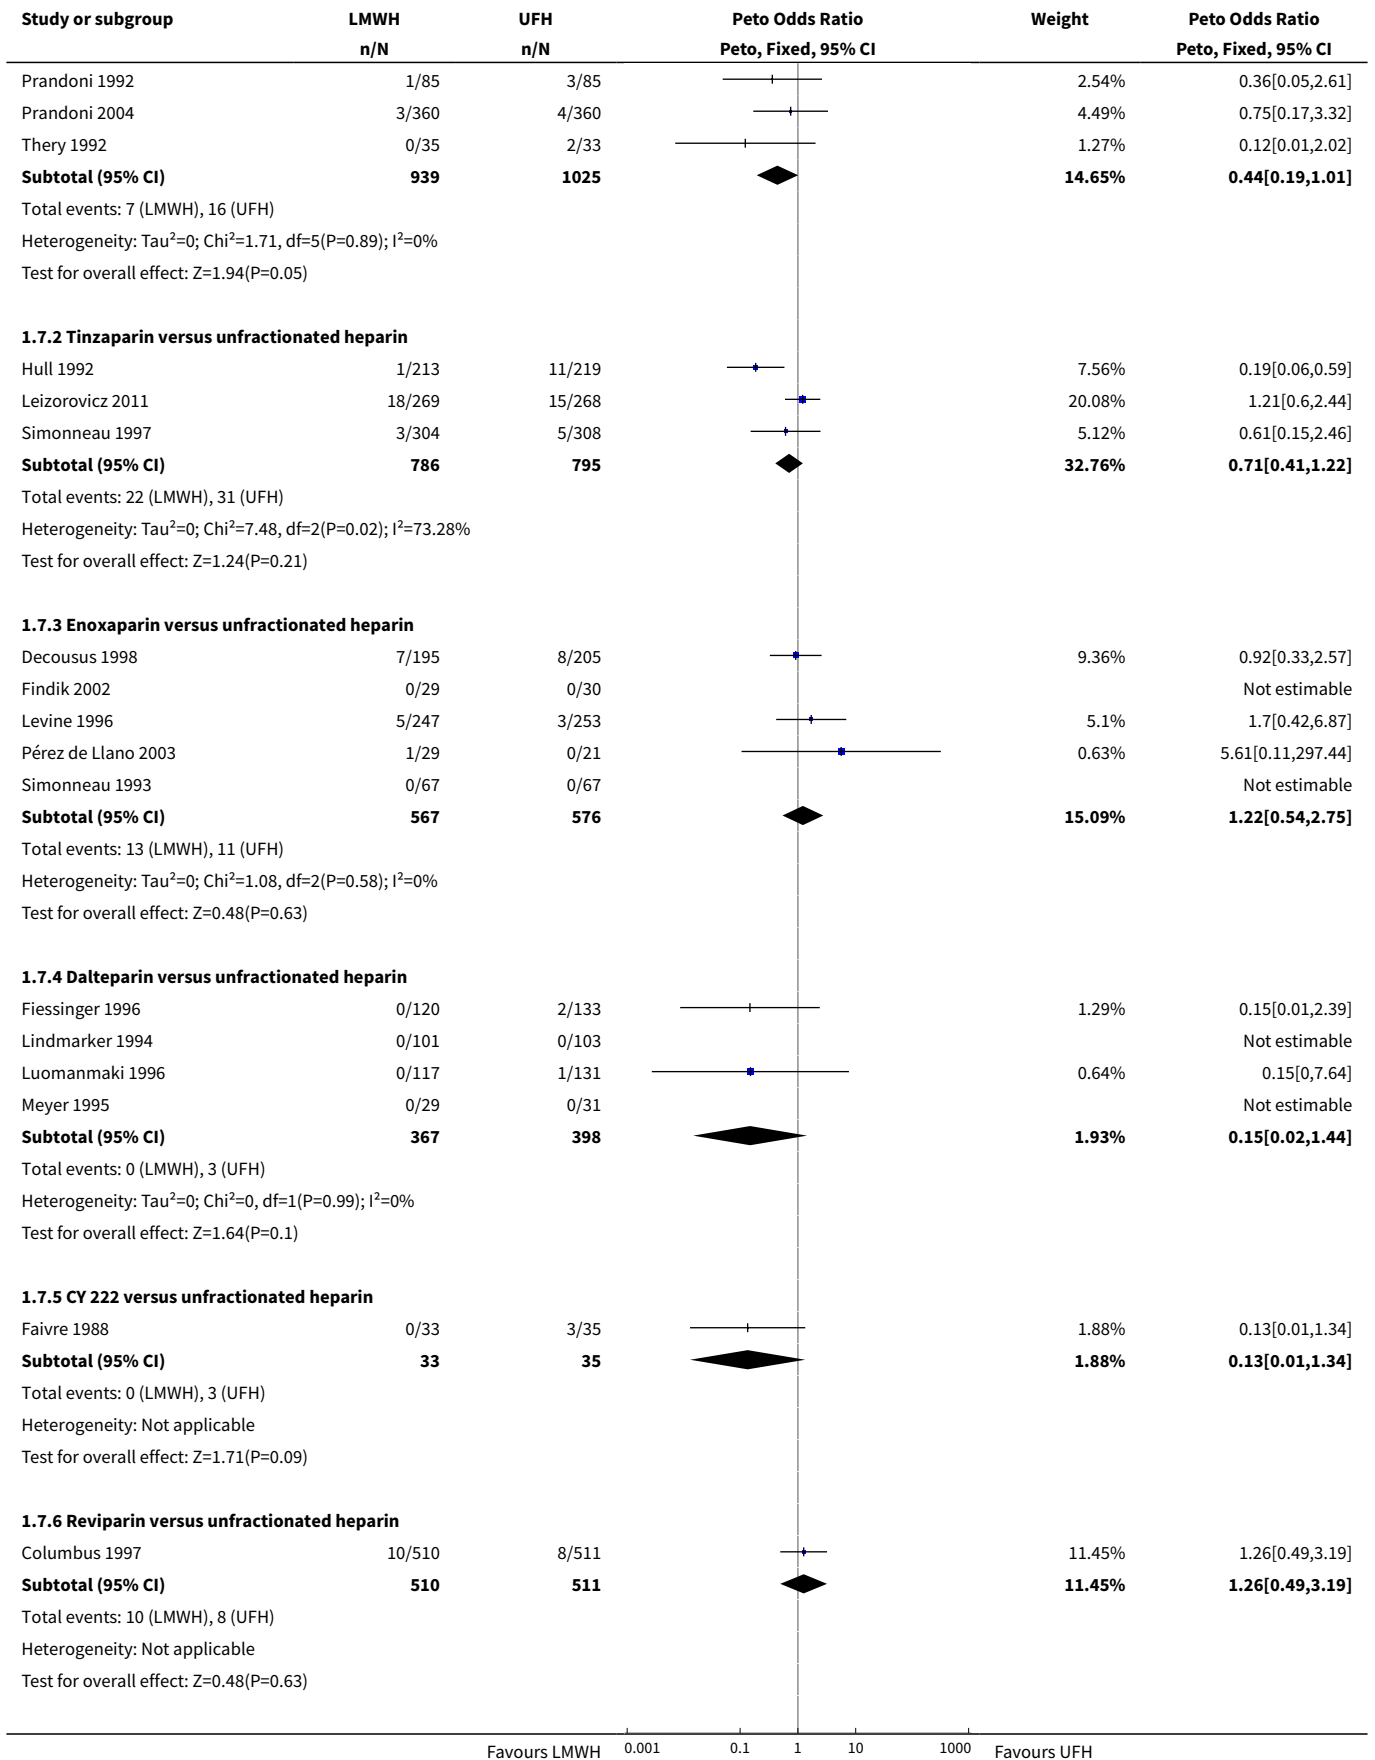 Study or subgroup LMWH UFH Peto Odds Ratio Weight Peto Odds Ratio
n/N n/N Peto, Fixed, 95% CI Peto, Fixed, 95% CI
Prandoni 1992 1/85 3/85 2.54% 0.36[0.05,2.61]
Prandoni 2004 3/360 4/360 4.49% 0.75[0.17,3.32]
Thery 1992 0/35 2/33 1.27% 0.12[0.01,2.02]
Subtotal (95% CI) 939 1025 14.65% 0.44[0.19,1.01]
Total events: 7 (LMWH), 16 (UFH)
Heterogeneity: Tau²=0; Chi²=1.71, df=5(P=0.89); I²=0%
Test for overall effect: Z=1.94(P=0.05)
1.7.2 Tinzaparin versus unfractionated heparin
Hull 1992 1/213 11/219 7.56% 0.19[0.06,0.59]
Leizorovicz 2011 18/269 15/268 20.08% 1.21[0.6,2.44]
Simonneau 1997 3/304 5/308 5.12% 0.61[0.15,2.46]
Subtotal (95% CI) 786 795 32.76% 0.71[0.41,1.22]
Total events: 22 (LMWH), 31 (UFH)
Heterogeneity: Tau²=0; Chi²=7.48, df=2(P=0.02); I²=73.28%
Test for overall effect: Z=1.24(P=0.21)
1.7.3 Enoxaparin versus unfractionated heparin
Decousus 1998 7/195 8/205 9.36% 0.92[0.33,2.57]
Findik 2002 0/29 0/30 Not estimable
Levine 1996 5/247 3/253 5.1% 1.7[0.42,6.87]
Pérez de Llano 2003 1/29 0/21 0.63% 5.61[0.11,297.44]
Simonneau 1993 0/67 0/67 Not estimable
Subtotal (95% CI) 567 576 15.09% 1.22[0.54,2.75]
Total events: 13 (LMWH), 11 (UFH)
Heterogeneity: Tau²=0; Chi²=1.08, df=2(P=0.58); I²=0%
Test for overall effect: Z=0.48(P=0.63)
1.7.4 Dalteparin versus unfractionated heparin
Fiessinger 1996 0/120 2/133 1.29% 0.15[0.01,2.39]
Lindmarker 1994 0/101 0/103 Not estimable
Luomanmaki 1996 0/117 1/131 0.64% 0.15[0,7.64]
Meyer 1995 0/29 0/31 Not estimable
Subtotal (95% CI) 367 398 1.93% 0.15[0.02,1.44]
Total events: 0 (LMWH), 3 (UFH)
Heterogeneity: Tau²=0; Chi²=0, df=1(P=0.99); I²=0%
Test for overall effect: Z=1.64(P=0.1)
1.7.5 CY 222 versus unfractionated heparin
Faivre 1988 0/33 3/35 1.88% 0.13[0.01,1.34]
Subtotal (95% CI) 33 35 1.88% 0.13[0.01,1.34]
Total events: 0 (LMWH), 3 (UFH)
Heterogeneity: Not applicable
Test for overall effect: Z=1.71(P=0.09)
1.7.6 Reviparin versus unfractionated heparin
Columbus 1997 10/510 8/511 11.45% 1.26[0.49,3.19]
Subtotal (95% CI) 510 511 11.45% 1.26[0.49,3.19]
Total events: 10 (LMWH), 8 (UFH)
Heterogeneity: Not applicable
Test for overall effect: Z=0.48(P=0.63)
Favours LMWH 0.001 0.1 1 10 1000 Favours UFH